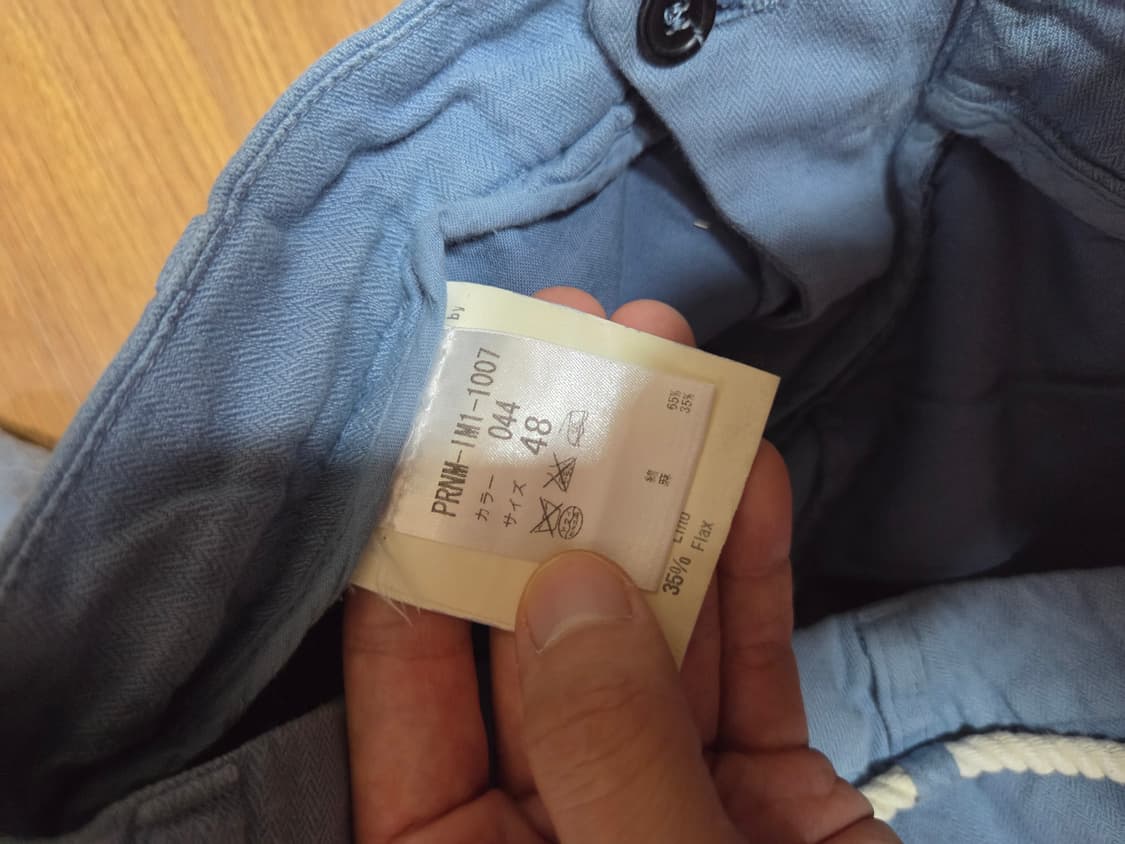 by
PRNM-IM1-1007
カラー 044
サイズ 48
綿 65%
麻 35%
35% Lino
Flax